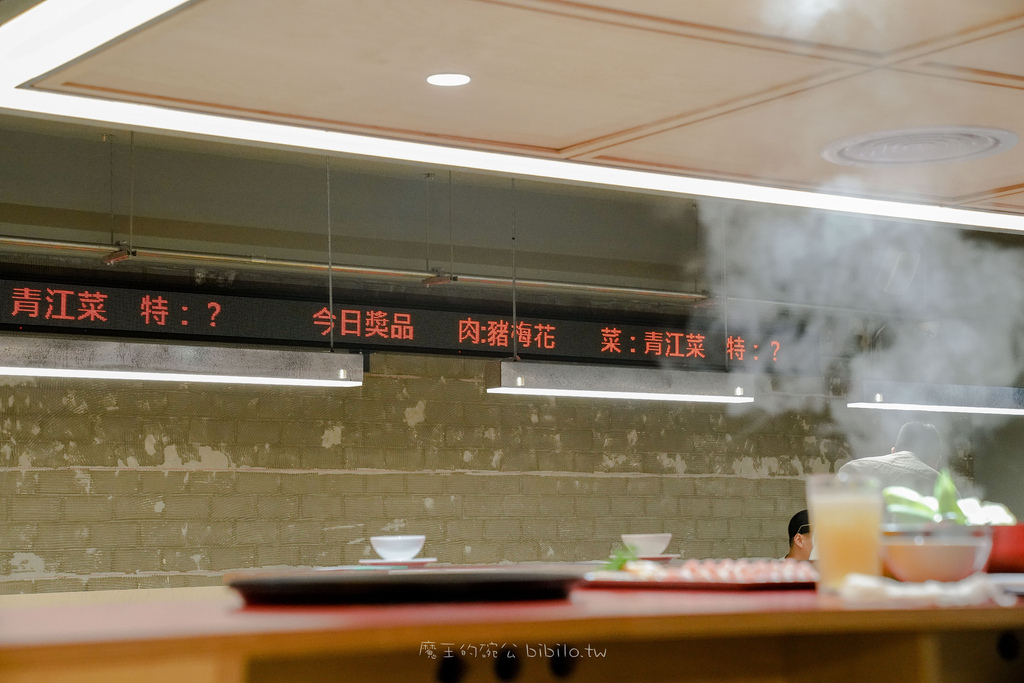 青江菜 特：？ 今日獎品 肉:豬梅花 菜：青江菜 特：？
魔王的碗公 bibilo.tw